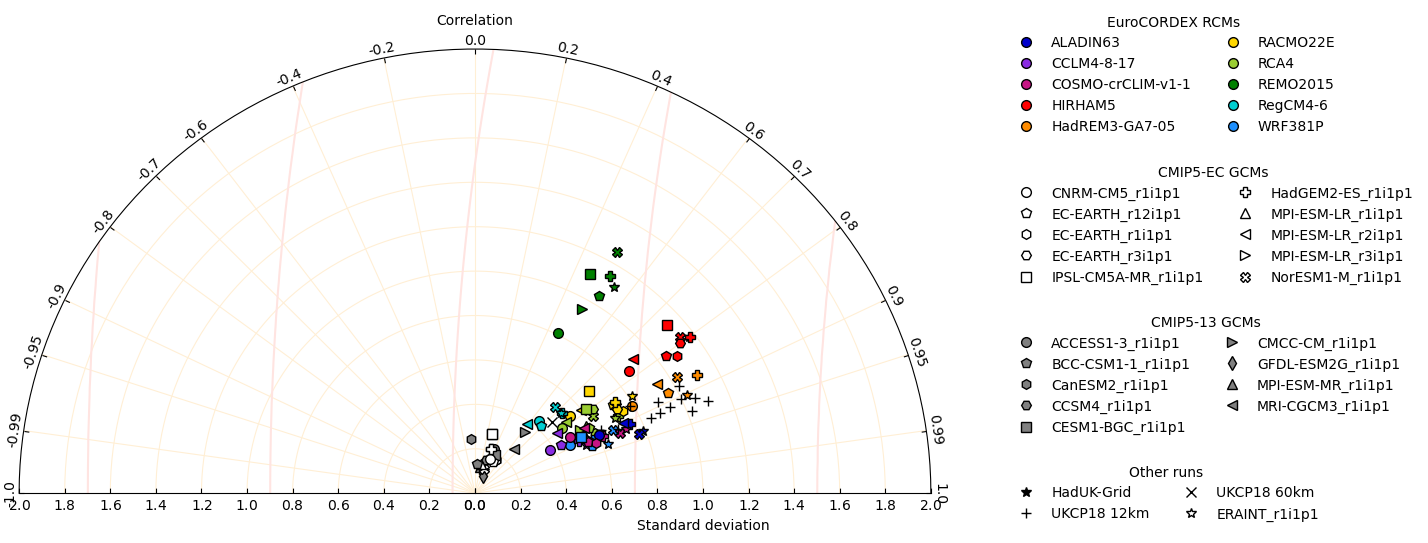 Correlation
-0.2
0.0
0.2
-0.4
0.4
-0.6
0.6
-0.7
0.7
-0.8
0.8
-0.9
0.9
-0.95
0.95
-0.99
0.99
-1.0
1.0
2.0 1.8 1.6 1.4 1.2 1.0 0.8 0.6 0.4 0.2 0.0 0.2 0.4 0.6 0.8 1.0 1.2 1.4 1.6 1.8 2.0
Standard deviation
EuroCORDEX RCMs
ALADIN63 RACMO22E
CCLM4-8-17 RCA4
COSMO-crCLIM-v1-1 REMO2015
HIRHAM5 RegCM4-6
HadREM3-GA7-05 WRF381P
CMIP5-EC GCMs
CNRM-CM5_r1i1p1 HadGEM2-ES_r1i1p1
EC-EARTH_r12i1p1 MPI-ESM-LR_r1i1p1
EC-EARTH_r1i1p1 MPI-ESM-LR_r2i1p1
EC-EARTH_r3i1p1 MPI-ESM-LR_r3i1p1
IPSL-CM5A-MR_r1i1p1 NorESM1-M_r1i1p1
CMIP5-13 GCMs
ACCESS1-3_r1i1p1 CMCC-CM_r1i1p1
BCC-CSM1-1_r1i1p1 GFDL-ESM2G_r1i1p1
CanESM2_r1i1p1 MPI-ESM-MR_r1i1p1
CCSM4_r1i1p1 MRI-CGCM3_r1i1p1
CESM1-BGC_r1i1p1
Other runs
HadUK-Grid UKCP18 60km
UKCP18 12km ERAINT_r1i1p1